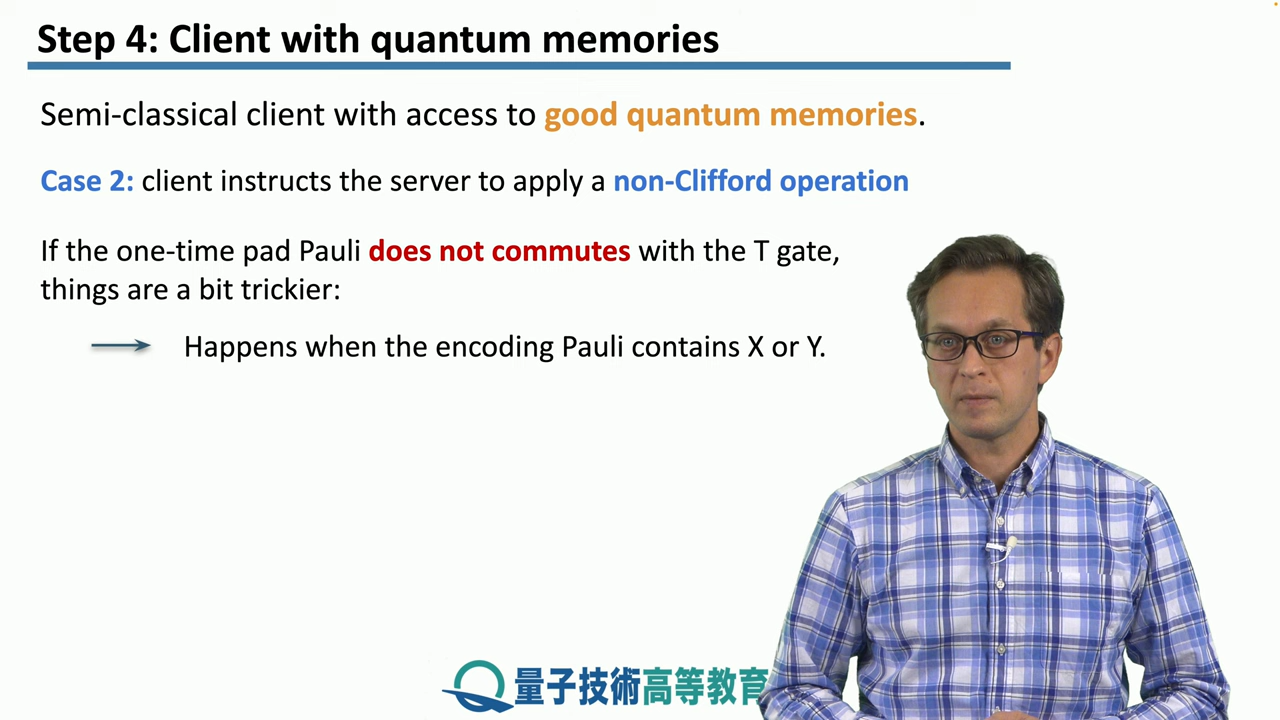 Step 4: Client with quantum memories
Semi-classical client with access to good quantum memories.
Case 2: client instructs the server to apply a non-Clifford operation
If the one-time pad Pauli does not commutes with the T gate,
things are a bit trickier:
Happens when the encoding Pauli contains X or Y.
量子技術高等教育